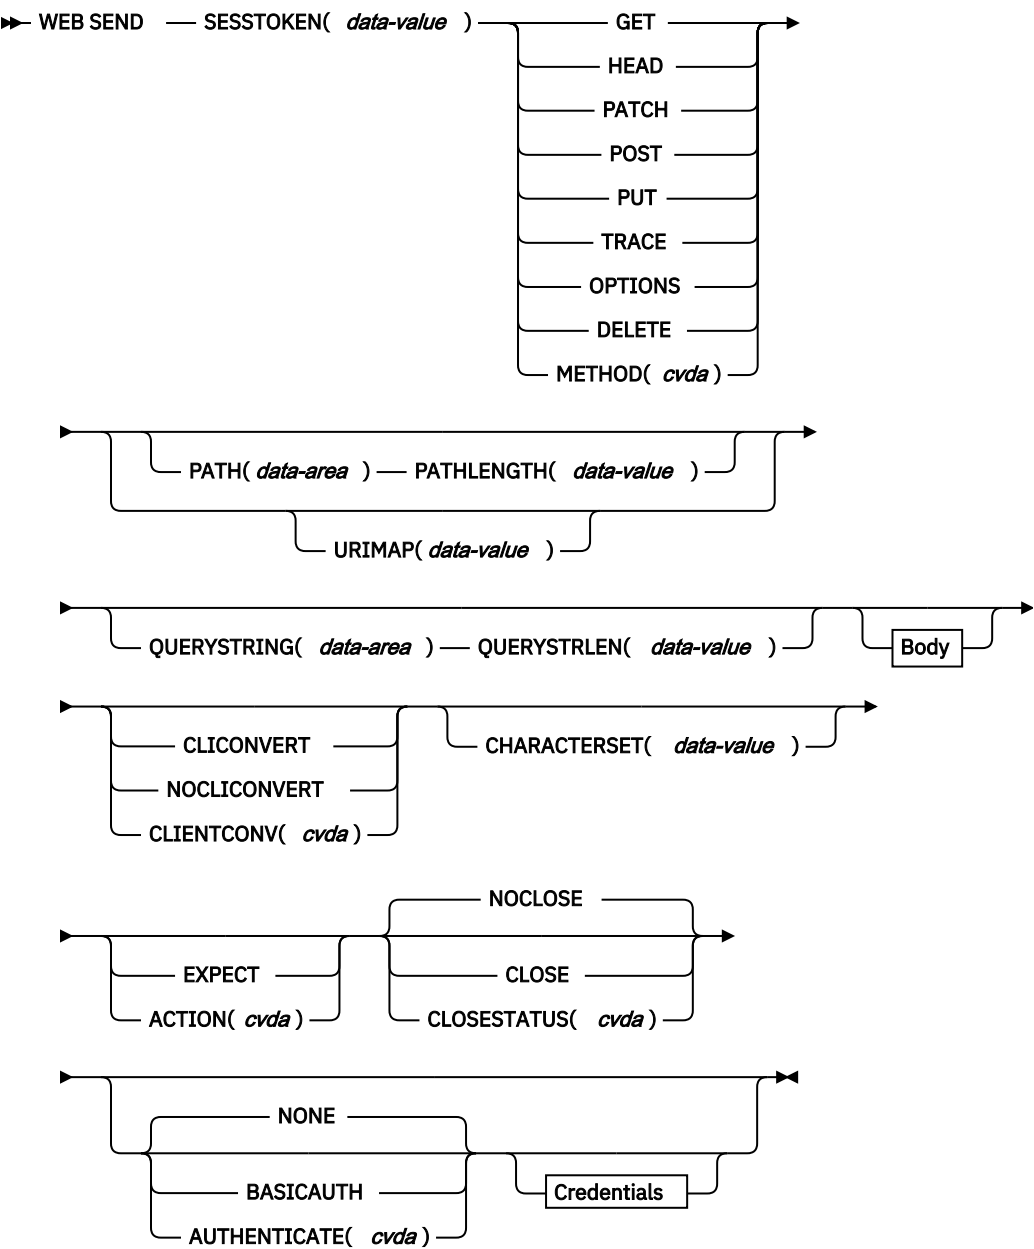 WEB SEND SESSTOKEN( data-value ) GET
HEAD
PATCH
POST
PUT
TRACE
OPTIONS
DELETE
METHOD( cvda )
PATH( data-area ) PATHLENGTH( data-value )
URIMAP( data-value )
QUERYSTRING( data-area ) QUERYSTRLEN( data-value ) Body
CLICONVERT
NOCLICONVERT
CLIENTCONV( cvda )
CHARACTERSET( data-value )
EXPECT
ACTION( cvda )
NOCLOSE
CLOSE
CLOSESTATUS( cvda )
NONE
BASICAUTH
AUTHENTICATE( cvda )
Credentials